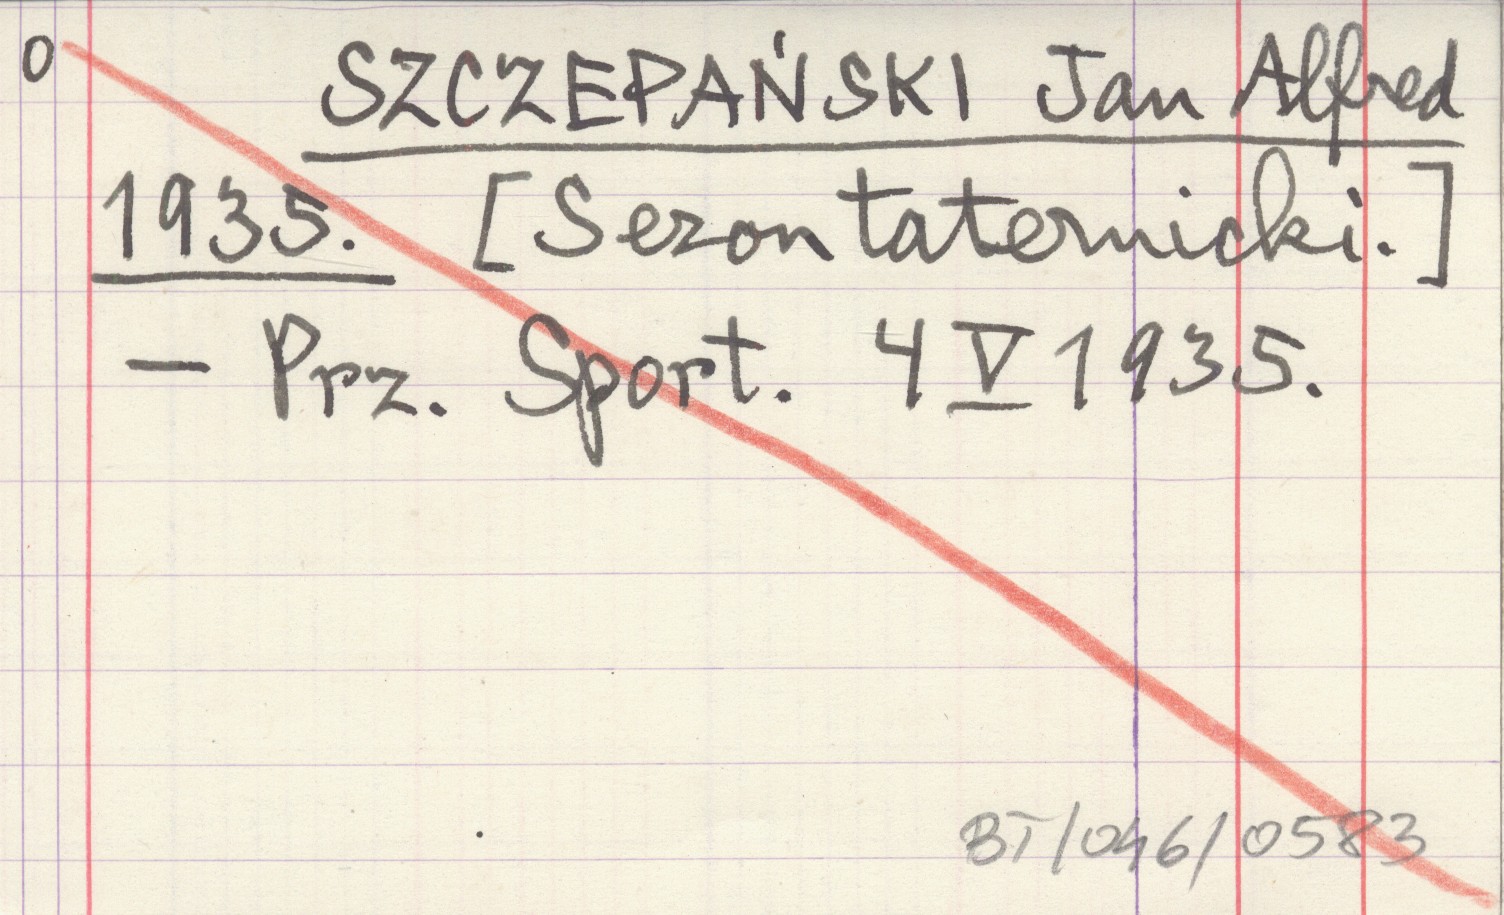 0 SZCZEPAŃSKI Jan Alfred
1935. [Sezon taternicki.]
– Prz. Sport. 4 V 1935.
BT/046/0583